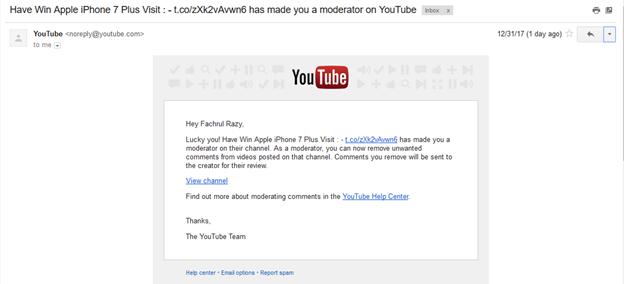 Have Win Apple iPhone 7 Plus Visit : - t.co/zXk2vAvwn6 has made you a moderator on YouTube Inbox x
YouTube <noreply@youtube.com> 12/31/17 (1 day ago)
to me
YouTube
Hey Fachrul Razy,
Lucky you! Have Win Apple iPhone 7 Plus Visit : - t.co/zXk2vAvwn6 has made you a
moderator on their channel. As a moderator, you can now remove unwanted
comments from videos posted on that channel. Comments you remove will be sent to
the creator for their review.
View channel
Find out more about moderating comments in the YouTube Help Center.
Thanks,
The YouTube Team
Help center • Email options • Report spam